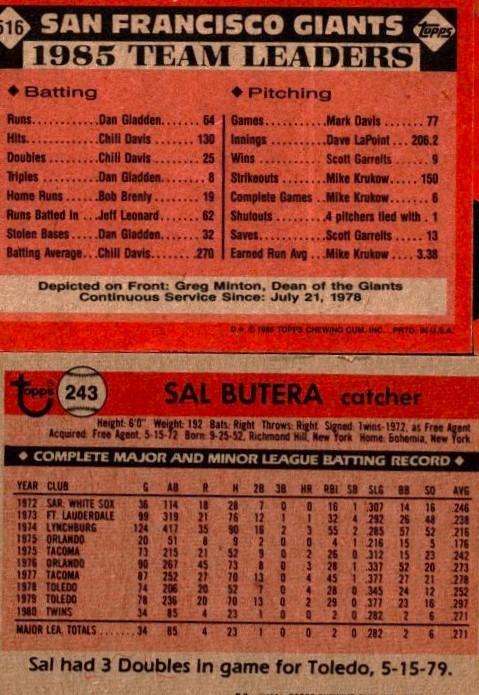 516 SAN FRANCISCO GIANTS topps
1985 TEAM LEADERS
◆ Batting
Runs............Dan Gladden....... 64
Hits..............Chili Davis....... 130
Doubles.......Chili Davis......... 25
Triples.........Dan Gladden....... 8
Home Runs ...Bob Brenly ........ 19
Runs Batted In ..Jeff Leonard ...... 62
Stolen Bases ....Dan Gladden....... 32
Batting Average...Chili Davis....... .270
◆ Pitching
Games..........Mark Davis ..... 77
Innings .........Dave LaPoint ... 206.2
Wins ..........Scott Garrelts ... 9
Strikeouts ......Mike Krukow..... 150
Complete Games ..Mike Krukow..... 6
Shutouts........4 pitchers tied with . 1
Saves...........Scott Garrelts .... 13
Earned Run Avg ...Mike Krukow.... 3.38
Depicted on Front: Greg Minton, Dean of the Giants
Continuous Service Since: July 21, 1978
© 1986 TOPPS CHEWING GUM, INC. PRTD. IN U.S.A.
topps 243 SAL BUTERA catcher
Height: 6'0" Weight: 192 Bats: Right Throws: Right Signed: Twins-1972, as Free Agent
Acquired: Free Agent, 5-15-72 Born: 9-25-52, Richmond Hill, New York Home: Bohemia, New York.
◆ COMPLETE MAJOR AND MINOR LEAGUE BATTING RECORD ◆
YEAR CLUB G AB R H 2B 3B HR RBI SB SLG BB SO AVG
1972 SAR. WHITE SOX 36 114 18 28 7 0 0 16 1 .307 14 16 .246
1973 FT. LAUDERDALE 99 319 21 76 12 1 1 32 4 .292 26 48 .238
1974 LYNCHBURG 124 417 35 90 16 2 3 55 2 .285 57 52 .216
1975 ORLANDO 20 51 8 9 2 0 0 4 1 .216 15 5 .176
1975 TACOMA 73 215 21 52 9 0 2 26 0 .312 15 23 .242
1976 ORLANDO 90 267 45 73 8 3 1 28 1 .337 52 20 .273
1977 TACOMA 87 252 27 70 13 0 4 45 1 .377 27 21 .278
1978 TOLEDO 74 206 20 52 7 0 4 28 0 .345 24 12 .252
1979 TOLEDO 78 236 20 70 13 0 2 29 0 .377 23 16 .297
1980 TWINS 34 85 4 23 1 0 0 2 0 .282 2 6 .271
MAJOR LEA. TOTALS ....... 34 85 4 23 1 0 0 2 0 .282 2 6 .271
Sal had 3 Doubles in game for Toledo, 5-15-79.